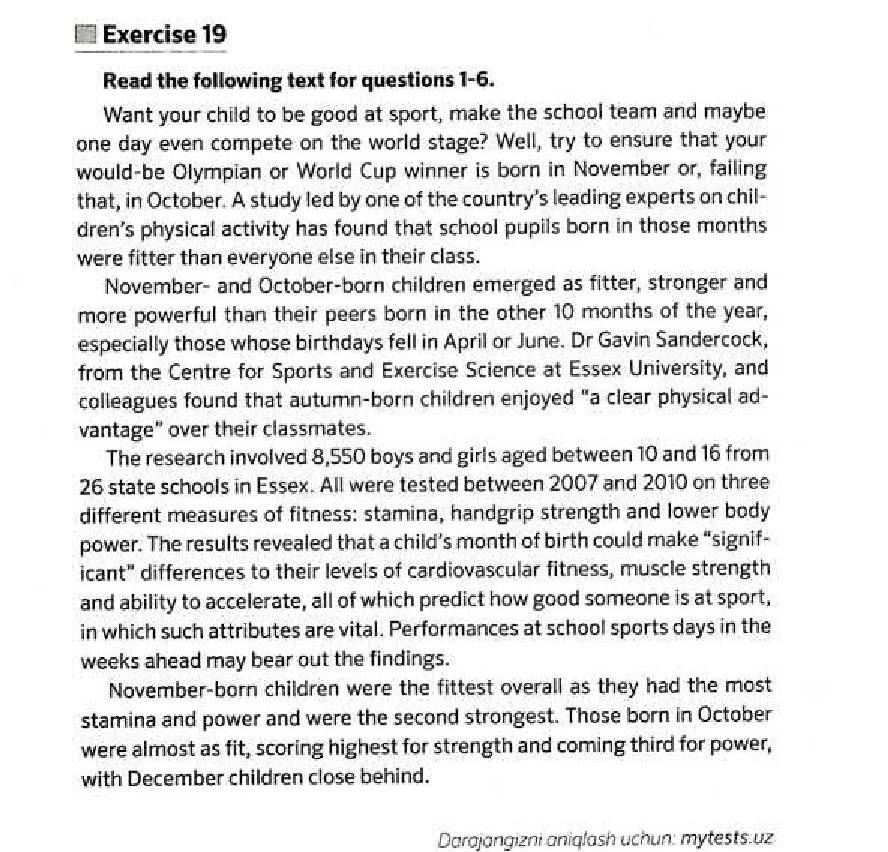 Exercise 19
Read the following text for questions 1-6.
Want your child to be good at sport, make the school team and maybe
one day even compete on the world stage? Well, try to ensure that your
would-be Olympian or World Cup winner is born in November or, failing
that, in October. A study led by one of the country's leading experts on chil-
dren's physical activity has found that school pupils born in those months
were fitter than everyone else in their class.
November- and October-born children emerged as fitter, stronger and
more powerful than their peers born in the other 10 months of the year,
especially those whose birthdays fell in April or June. Dr Gavin Sandercock,
from the Centre for Sports and Exercise Science at Essex University, and
colleagues found that autumn-born children enjoyed "a clear physical ad-
vantage" over their classmates.
The research involved 8,550 boys and girls aged between 10 and 16 from
26 state schools in Essex. All were tested between 2007 and 2010 on three
different measures of fitness: stamina, handgrip strength and lower body
power. The results revealed that a child's month of birth could make "signif-
icant" differences to their levels of cardiovascular fitness, muscle strength
and ability to accelerate, all of which predict how good someone is at sport,
in which such attributes are vital. Performances at school sports days in the
weeks ahead may bear out the findings.
November-born children were the fittest overall as they had the most
stamina and power and were the second strongest. Those born in October
were almost as fit, scoring highest for strength and coming third for power,
with December children close behind.
Darajangizni aniqlash uchun: mytests.uz